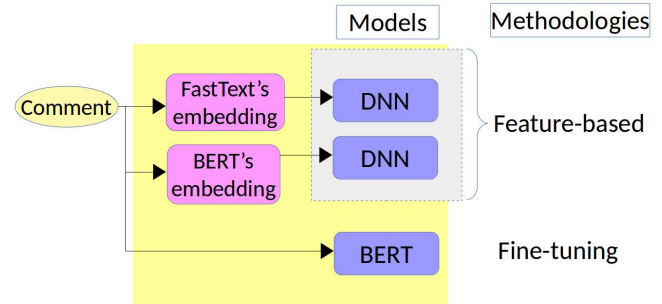 Models
Methodologies
Comment
FastText's
embedding
DNN
Feature-based
BERT's
embedding
DNN
BERT
Fine-tuning